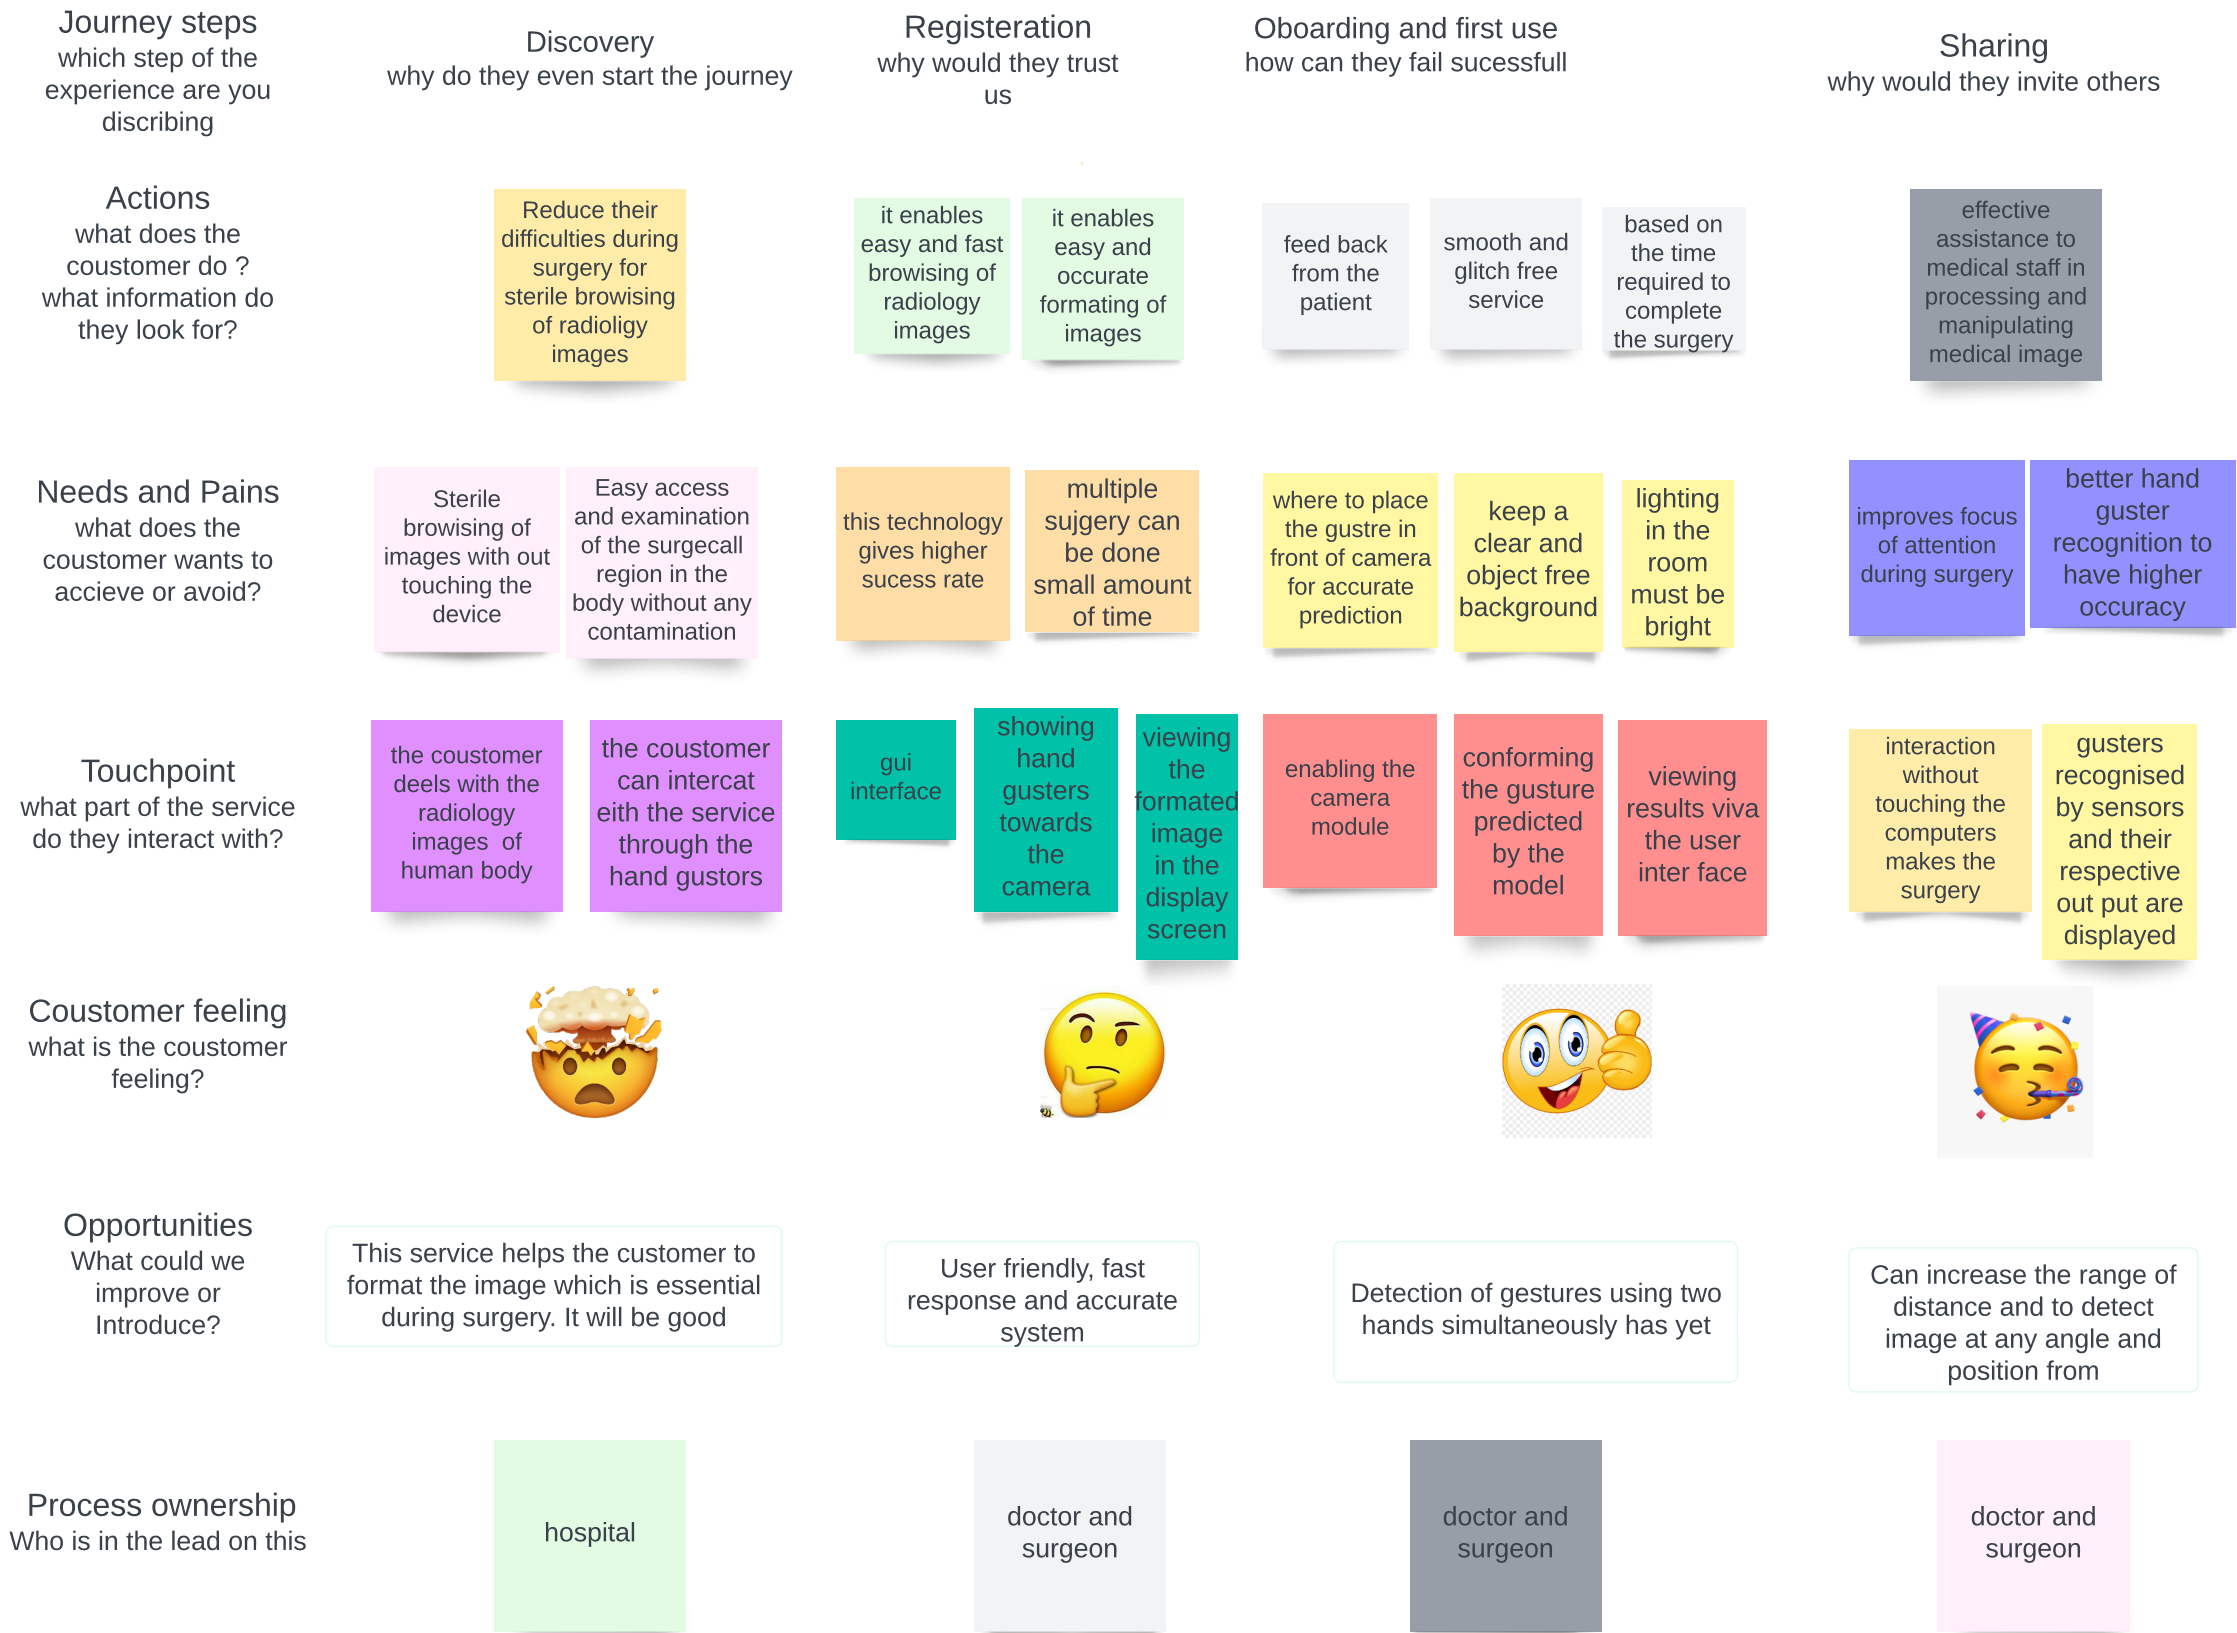 Journey steps
which step of the
experience are you
discribing
Discovery
why do they even start the journey
Registeration
why would they trust
us
Oboarding and first use
how can they fail sucessfull
Sharing
why would they invite others
Actions
what does the
coustomer do ?
what information do
they look for?
Reduce their
difficulties during
surgery for
sterile browising
of radioligy
images
it enables
easy and fast
browising of
radiology
images
it enables
easy and
occurate
formating of
images
feed back
from the
patient
smooth and
glitch free
service
based on
the time
required to
complete
the surgery
effective
assistance to
medical staff in
processing and
manipulating
medical image
Needs and Pains
what does the
coustomer wants to
accieve or avoid?
Sterile
browising of
images with out
touching the
device
Easy access
and examination
of the surgecall
region in the
body without any
contamination
this technology
gives higher
sucess rate
multiple
sujgery can
be done
small amount
of time
where to place
the gustre in
front of camera
for accurate
prediction
keep a
clear and
object free
background
lighting
in the
room
must be
bright
improves focus
of attention
during surgery
better hand
guster
recognition to
have higher
occuracy
Touchpoint
what part of the service
do they interact with?
the coustomer
deels with the
radiology
images  of
human body
the coustomer
can intercat
eith the service
through the
hand gustors
gui
interface
showing
hand
gusters
towards
the
camera
viewing
the
formated
image
in the
display
screen
enabling the
camera
module
conforming
the gusture
predicted
by the
model
viewing
results viva
the user
inter face
interaction
without
touching the
computers
makes the
surgery
gusters
recognised
by sensors
and their
respective
out put are
displayed
Coustomer feeling
what is the coustomer
feeling?
Opportunities
What could we
improve or
Introduce?
This service helps the customer to
format the image which is essential
during surgery. It will be good
User friendly, fast
response and accurate
system
Detection of gestures using two
hands simultaneously has yet
Can increase the range of
distance and to detect
image at any angle and
position from
Process ownership
Who is in the lead on this
hospital
doctor and
surgeon
doctor and
surgeon
doctor and
surgeon